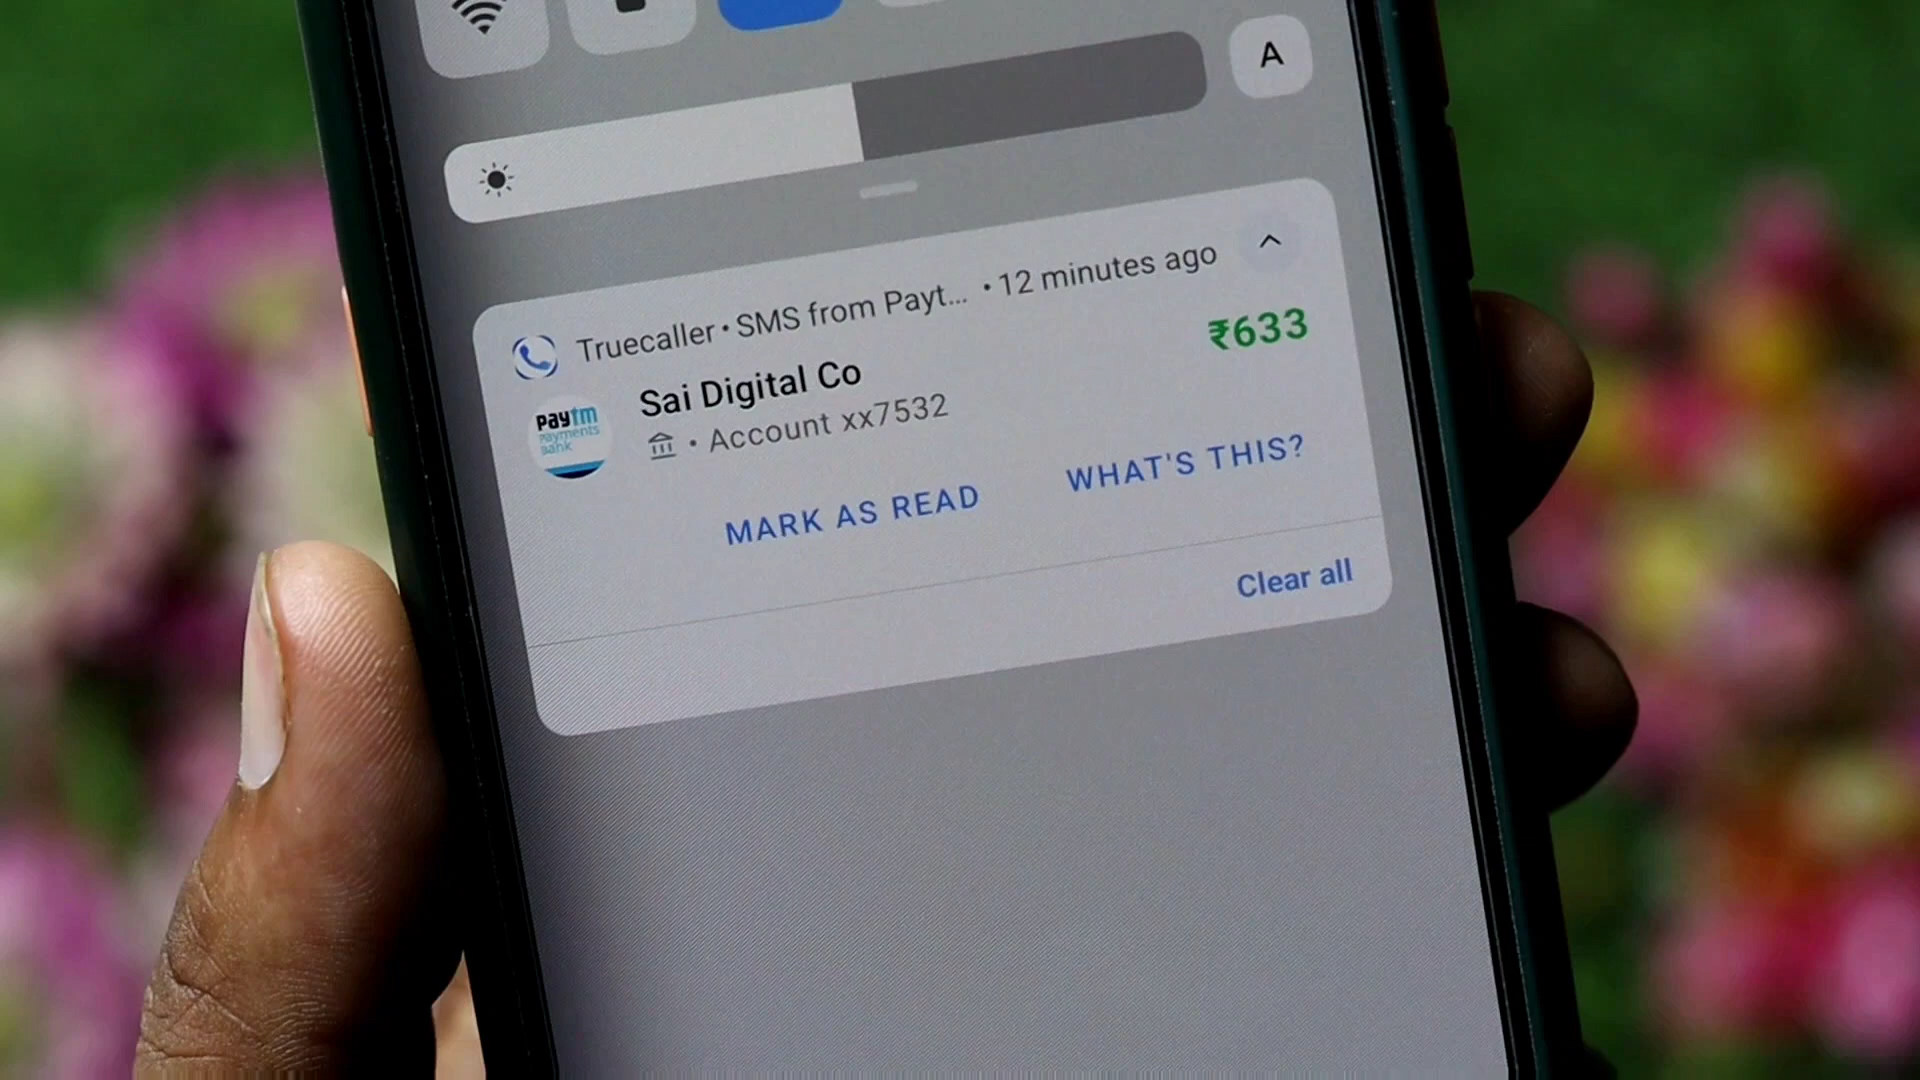 A
Truecaller • SMS from Payt... • 12 minutes ago
Sai Digital Co
₹633
paytm
payments
bank
• Account xx7532
MARK AS READ
WHAT'S THIS?
Clear all